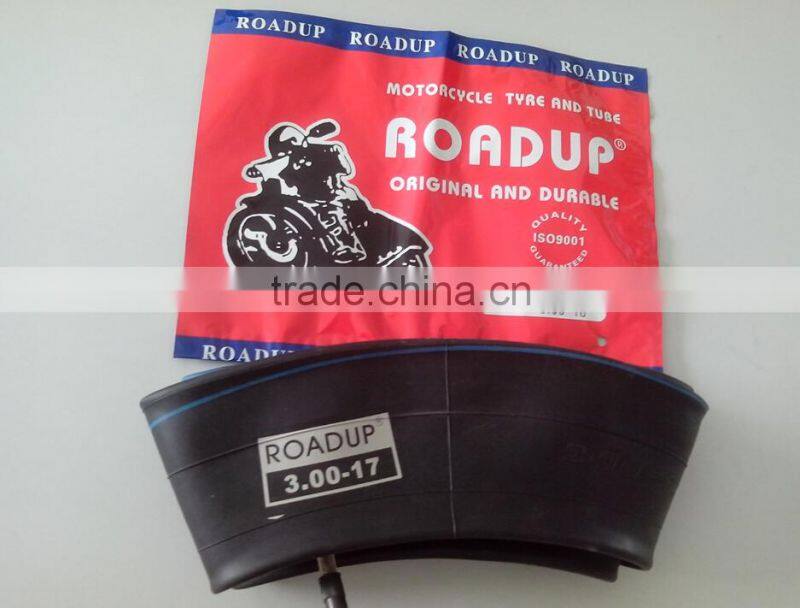 ROADUP ROADUP ROADUP ROADUP
MOTORCYCLE TYRE AND TUBE
ROADUP®
ORIGINAL AND DURABLE
QUALITY
ISO9001
GUARANTEED
trade.china.cn
ROADUP
ROADUP®
3.00-17